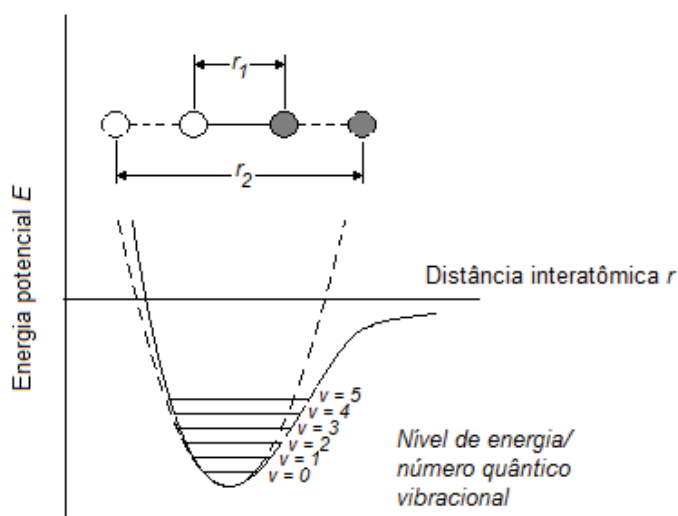 r1
r2
Energia potencial E
Distância interatômica r
v = 5
v = 4
v = 3
v = 2
v = 1
v = 0
Nível de energia/
número quântico
vibracional